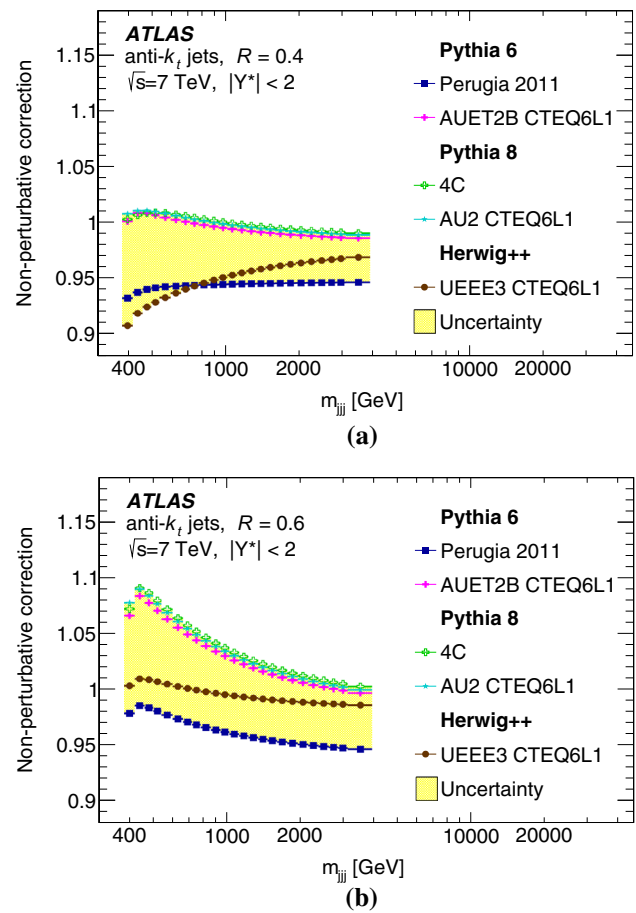 ATLAS
anti-kt jets, R = 0.4
√s=7 TeV, |Y*| < 2
Pythia 6
Perugia 2011
AUET2B CTEQ6L1
Pythia 8
4C
AU2 CTEQ6L1
Herwig++
UEEE3 CTEQ6L1
Uncertainty
Non-perturbative correction
1.15
1.1
1.05
1
0.95
0.9
400 1000 2000 10000 20000
mjjj [GeV]
(a)
ATLAS
anti-kt jets, R = 0.6
√s=7 TeV, |Y*| < 2
Pythia 6
Perugia 2011
AUET2B CTEQ6L1
Pythia 8
4C
AU2 CTEQ6L1
Herwig++
UEEE3 CTEQ6L1
Uncertainty
Non-perturbative correction
1.15
1.1
1.05
1
0.95
0.9
400 1000 2000 10000 20000
mjjj [GeV]
(b)